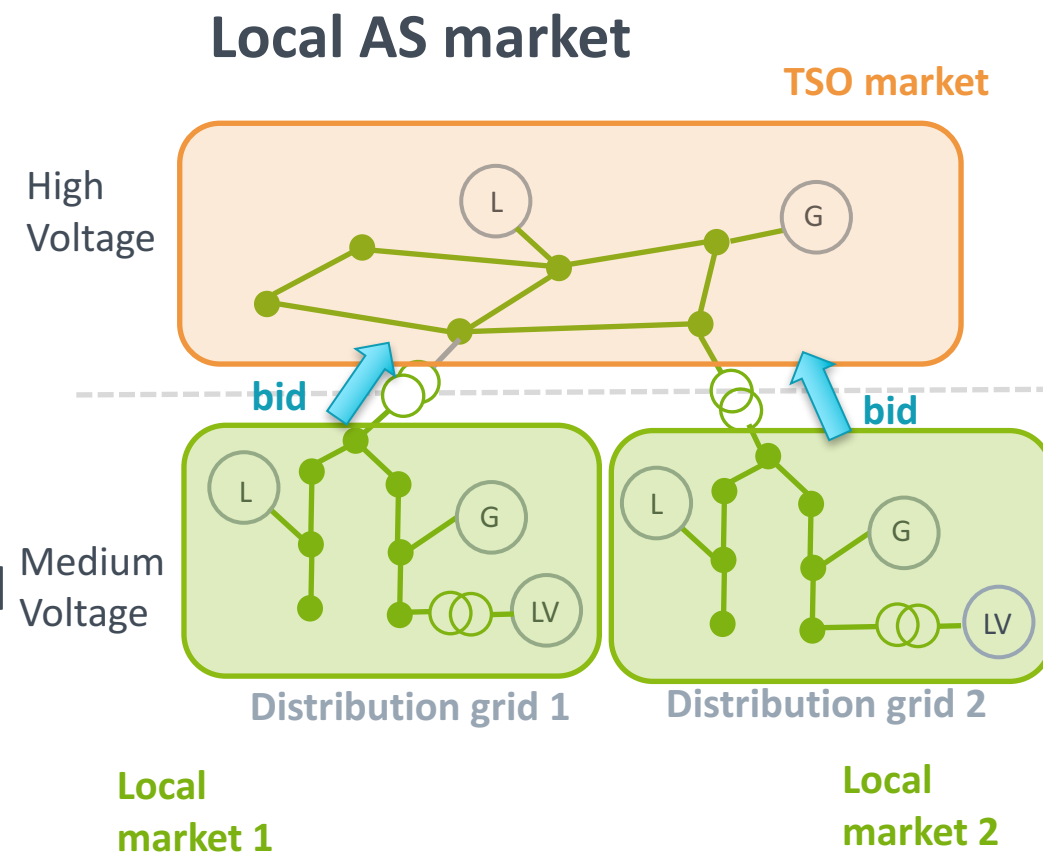 Local AS market
TSO market
High
Voltage
L
G
bid
bid
Medium
Voltage
L
G
LV
L
G
LV
Distribution grid 1
Distribution grid 2
Local
market 1
Local
market 2